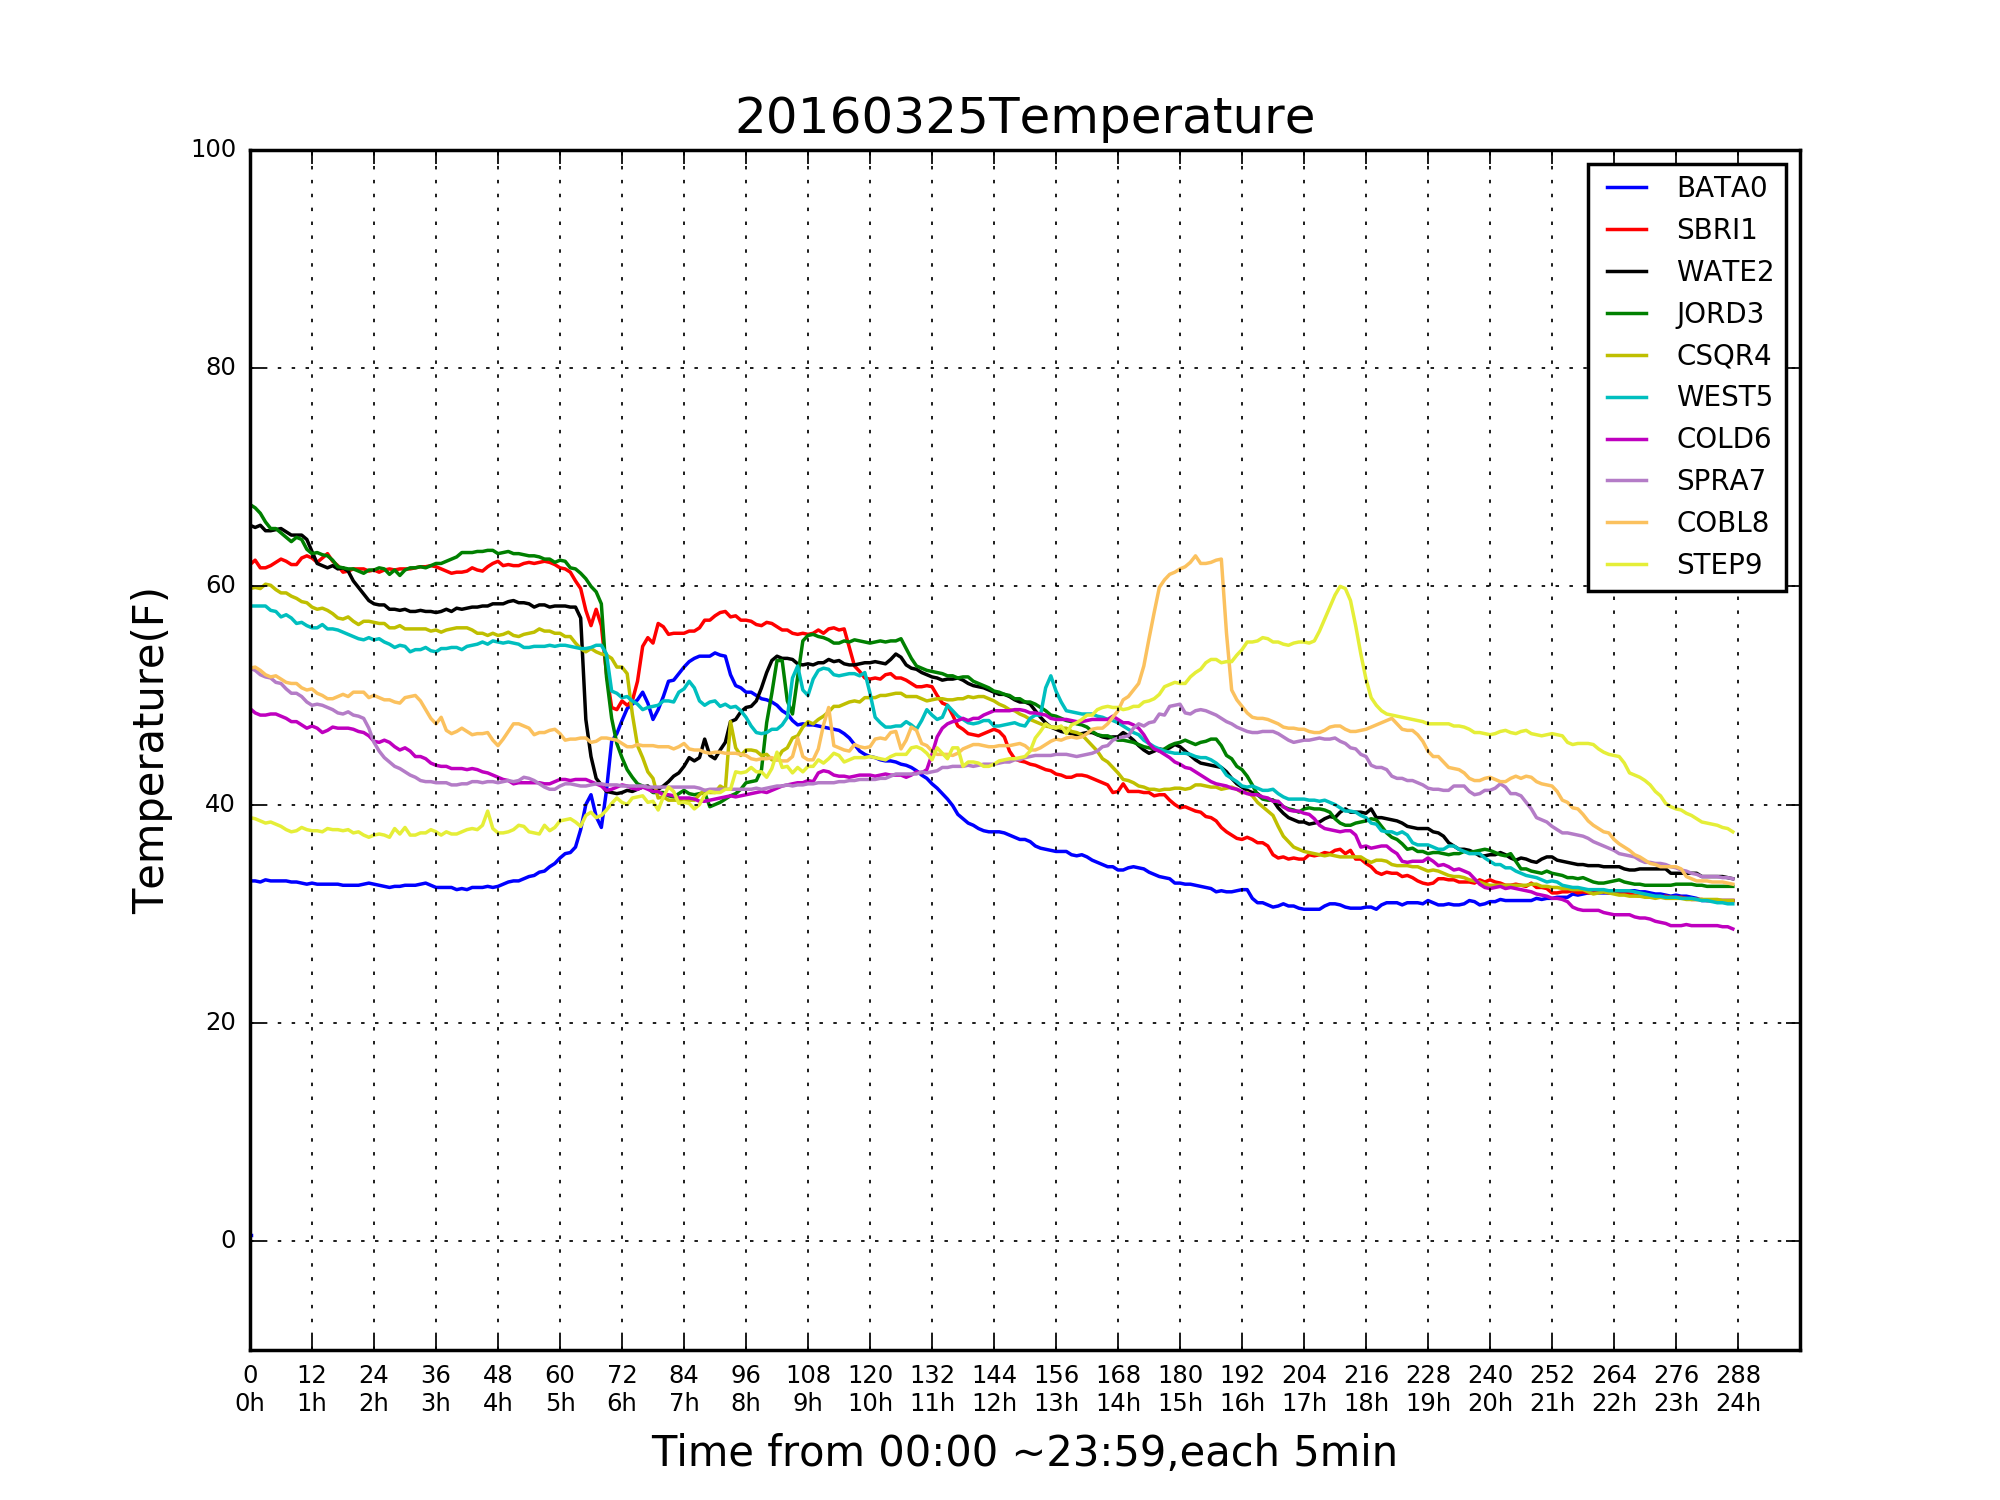 20160325Temperature
100
80
60
40
20
0
Temperature(F)
BATA0
SBRI1
WATE2
JORD3
CSQR4
WEST5
COLD6
SPRA7
COBL8
STEP9
0 12 24 36 48 60 72 84 96 108 120 132 144 156 168 180 192 204 216 228 240 252 264 276 288
0h 1h 2h 3h 4h 5h 6h 7h 8h 9h 10h 11h 12h 13h 14h 15h 16h 17h 18h 19h 20h 21h 22h 23h 24h
Time from 00:00 ~23:59,each 5min